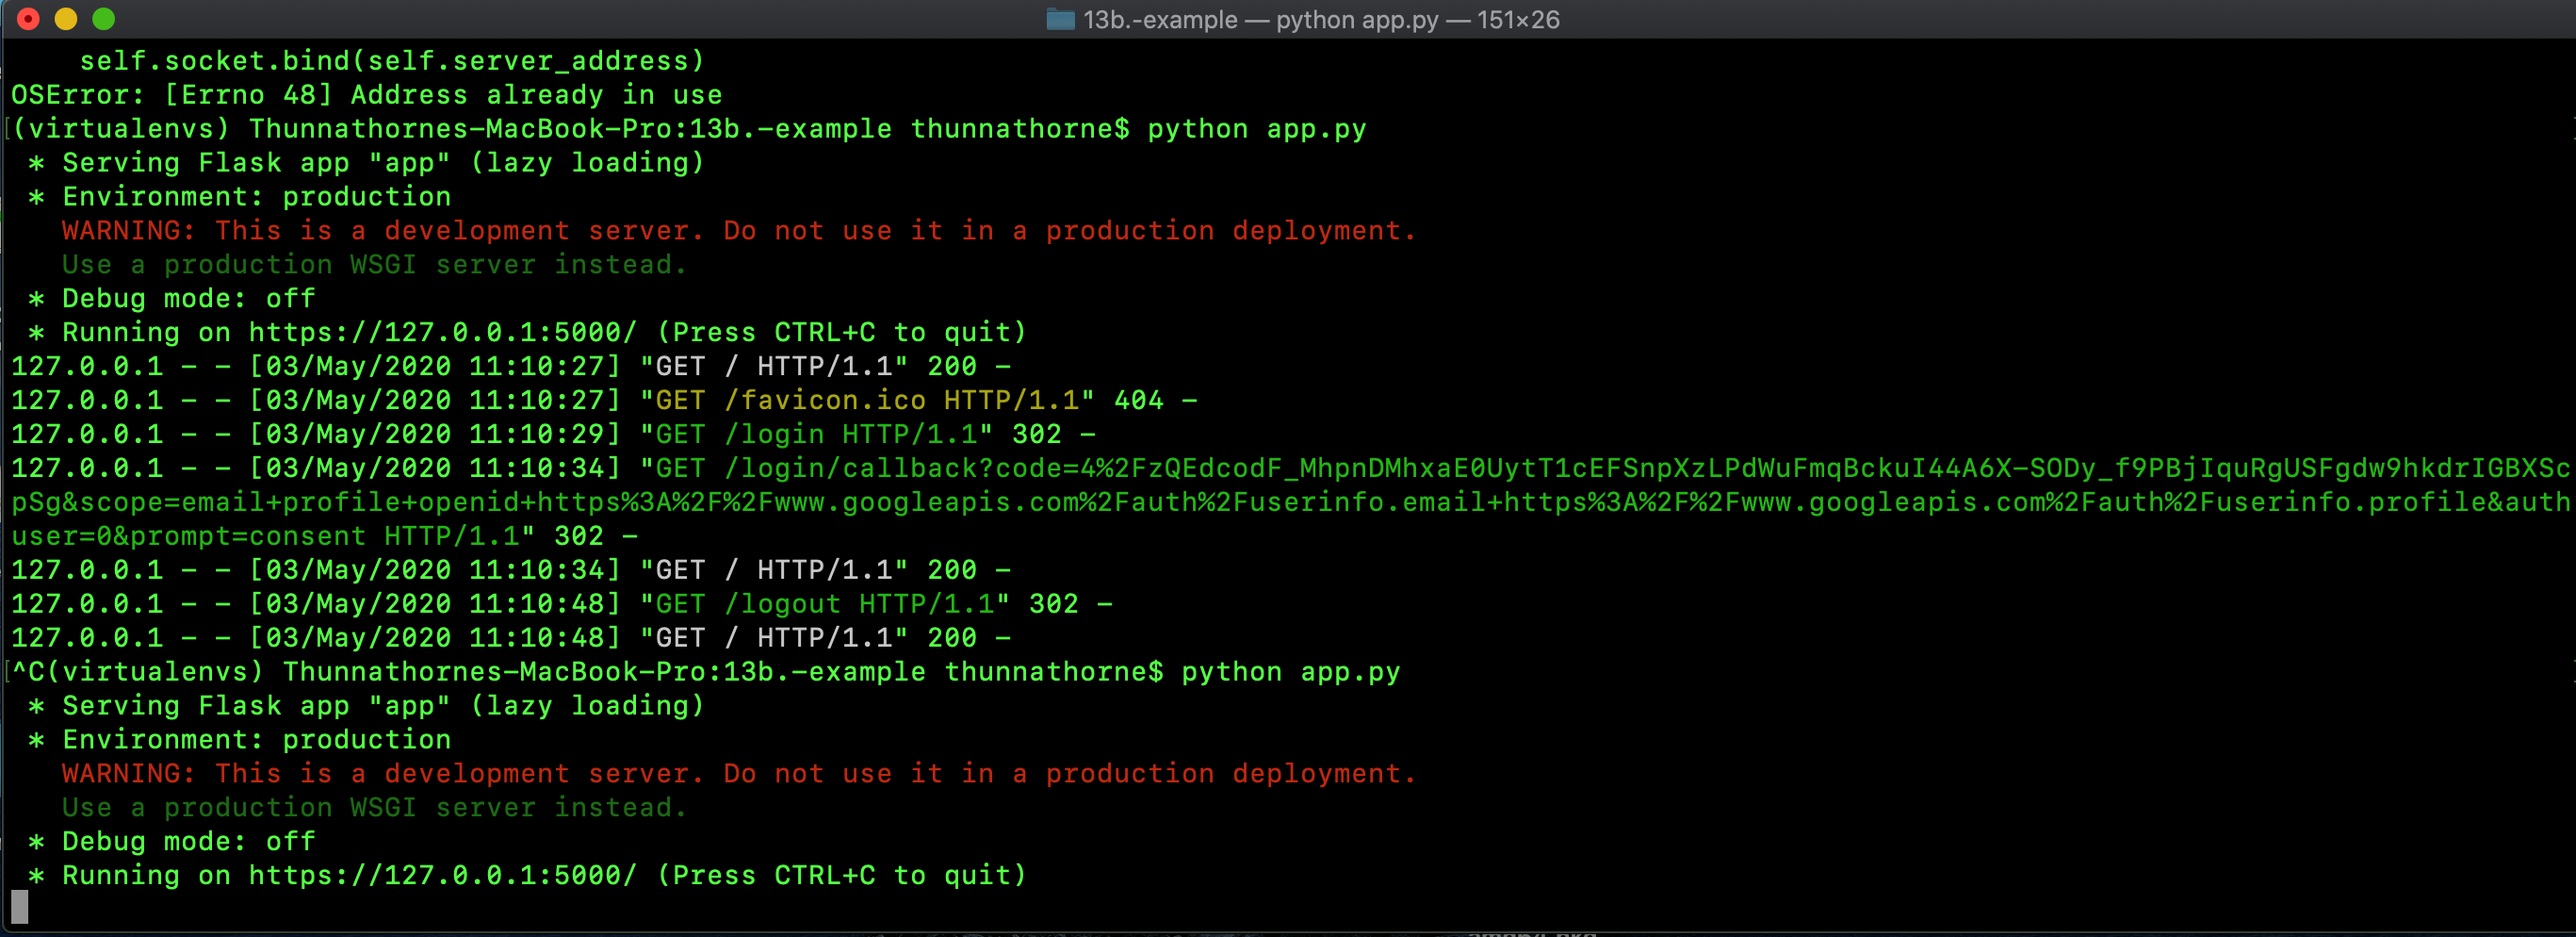 13b.-example — python app.py — 151×26
self.socket.bind(self.server_address)
OSError: [Errno 48] Address already in use
[(virtualenvs) Thunnathornes-MacBook-Pro:13b.-example thunnathorne$ python app.py ]
* Serving Flask app "app" (lazy loading)
* Environment: production
WARNING: This is a development server. Do not use it in a production deployment.
Use a production WSGI server instead.
* Debug mode: off
* Running on https://127.0.0.1:5000/ (Press CTRL+C to quit)
127.0.0.1 - - [03/May/2020 11:10:27] "GET / HTTP/1.1" 200 -
127.0.0.1 - - [03/May/2020 11:10:27] "GET /favicon.ico HTTP/1.1" 404 -
127.0.0.1 - - [03/May/2020 11:10:29] "GET /login HTTP/1.1" 302 -
127.0.0.1 - - [03/May/2020 11:10:34] "GET /login/callback?code=4%2FzQEdcodF_MhpnDMhxaE0UytT1cEFSnpXzLPdWuFmqBckuI44A6X-SODy_f9PBjIquRgUSFgdw9hkdrIGBXSc
pSg&scope=email+profile+openid+https%3A%2F%2Fwww.googleapis.com%2Fauth%2Fuserinfo.email+https%3A%2F%2Fwww.googleapis.com%2Fauth%2Fuserinfo.profile&auth
user=0&prompt=consent HTTP/1.1" 302 -
127.0.0.1 - - [03/May/2020 11:10:34] "GET / HTTP/1.1" 200 -
127.0.0.1 - - [03/May/2020 11:10:48] "GET /logout HTTP/1.1" 302 -
127.0.0.1 - - [03/May/2020 11:10:48] "GET / HTTP/1.1" 200 -
[^C(virtualenvs) Thunnathornes-MacBook-Pro:13b.-example thunnathorne$ python app.py ]
* Serving Flask app "app" (lazy loading)
* Environment: production
WARNING: This is a development server. Do not use it in a production deployment.
Use a production WSGI server instead.
* Debug mode: off
* Running on https://127.0.0.1:5000/ (Press CTRL+C to quit)